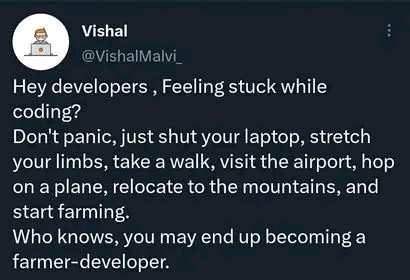 Vishal
@VishalMalvi_
Hey developers , Feeling stuck while
coding?
Don't panic, just shut your laptop, stretch
your limbs, take a walk, visit the airport, hop
on a plane, relocate to the mountains, and
start farming.
Who knows, you may end up becoming a
farmer-developer.